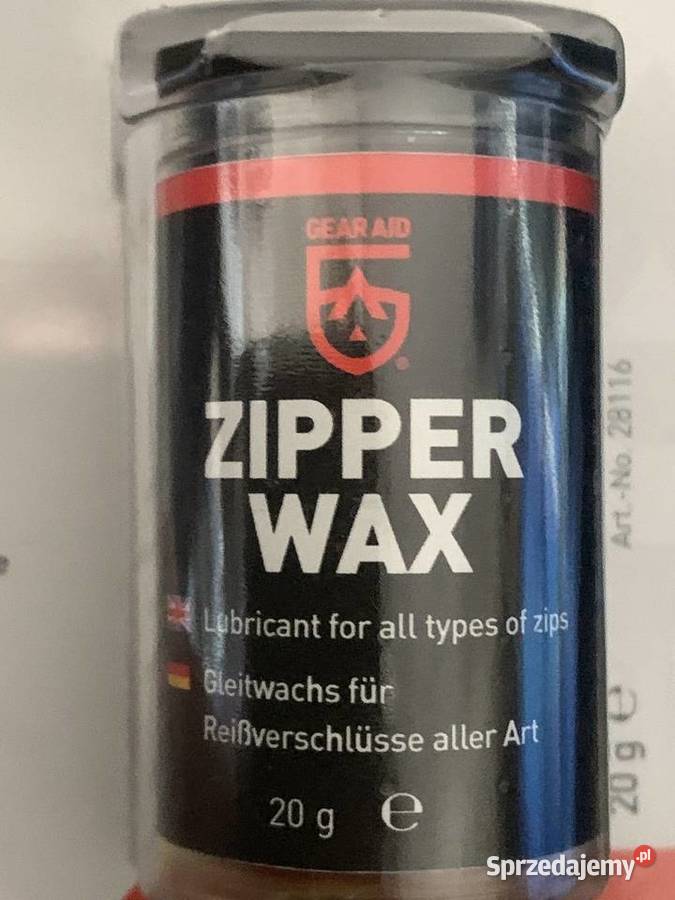 GEAR AID
ZIPPER
WAX
Lubricant for all types of zips
Gleitwachs für
Reißverschlüsse aller Art
20 g ℮
Art.-No. 28116
20 g ℮
Sprzedajemy.pl